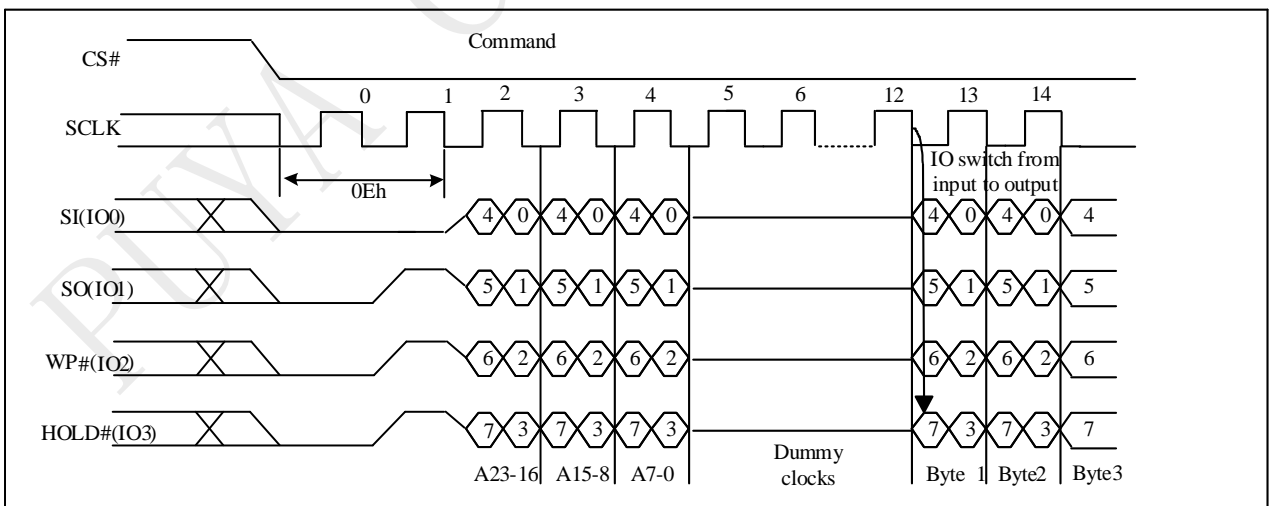 Command
CS#
0 1 2 3 4 5 6 12 13 14
SCLK
IO switch from
input to output
0Eh
SI(IO0)
4 0 4 0 4 0 4 0 4 0 4
SO(IO1)
5 1 5 1 5 1 5 1 5 1 5
WP#(IO2)
6 2 6 2 6 2 6 2 6 2 6
HOLD#(IO3)
7 3 7 3 7 3 7 3 7 3 7
A23-16 A15-8 A7-0
Dummy
clocks
Byte 1 Byte2 Byte3
PUYA